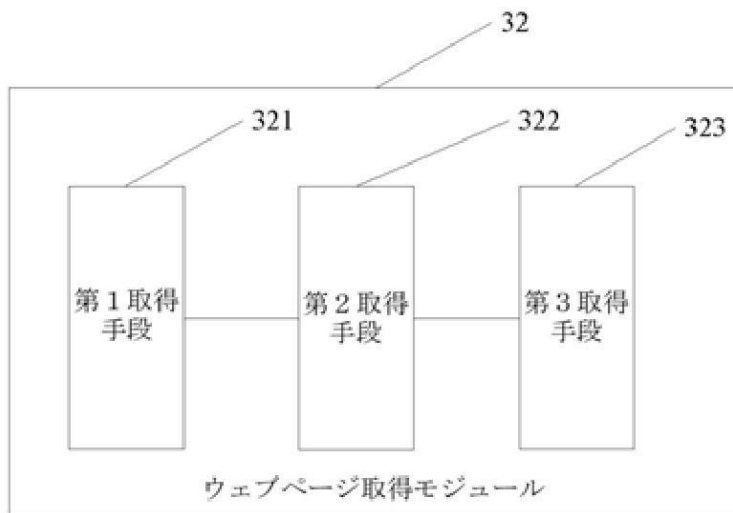 32
321
322
323
第1取得
手段
第2取得
手段
第3取得
手段
ウェブページ取得モジュール